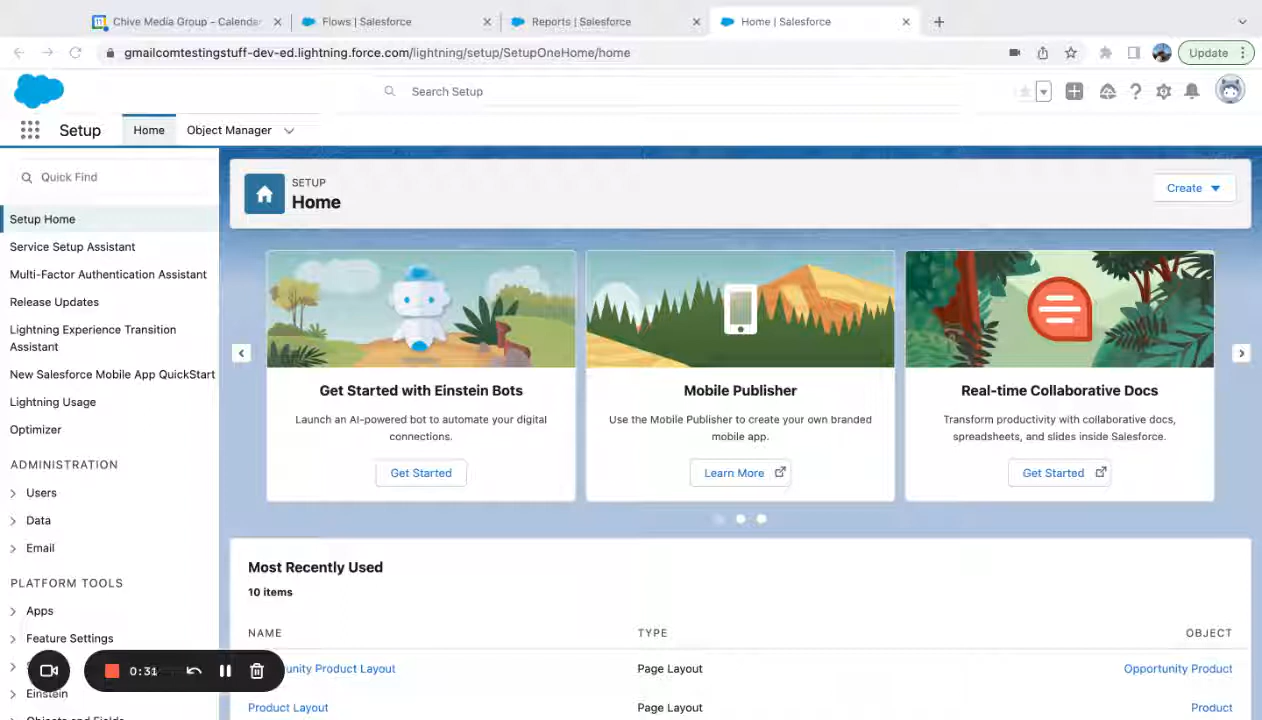 Chive Media Group - Calendar
Flows | Salesforce
Reports | Salesforce
Home | Salesforce
gmailcomtestingstuff-dev-ed.lightning.force.com/lightning/setup/SetupOneHome/home
Update
Search Setup
Setup
Home
Object Manager
Quick Find
Setup Home
Service Setup Assistant
Multi-Factor Authentication Assistant
Release Updates
Lightning Experience Transition
Assistant
New Salesforce Mobile App QuickStart
Lightning Usage
Optimizer
ADMINISTRATION
Users
Data
Email
PLATFORM TOOLS
Apps
Feature Settings
Einstein
Objects and Fields
0:31
SETUP
Home
Create
Get Started with Einstein Bots
Launch an AI-powered bot to automate your digital
connections.
Get Started
Mobile Publisher
Use the Mobile Publisher to create your own branded
mobile app.
Learn More
Real-time Collaborative Docs
Transform productivity with collaborative docs,
spreadsheets, and slides inside Salesforce.
Get Started
Most Recently Used
10 items
NAME TYPE OBJECT
unity Product Layout Page Layout Opportunity Product
Product Layout Page Layout Product